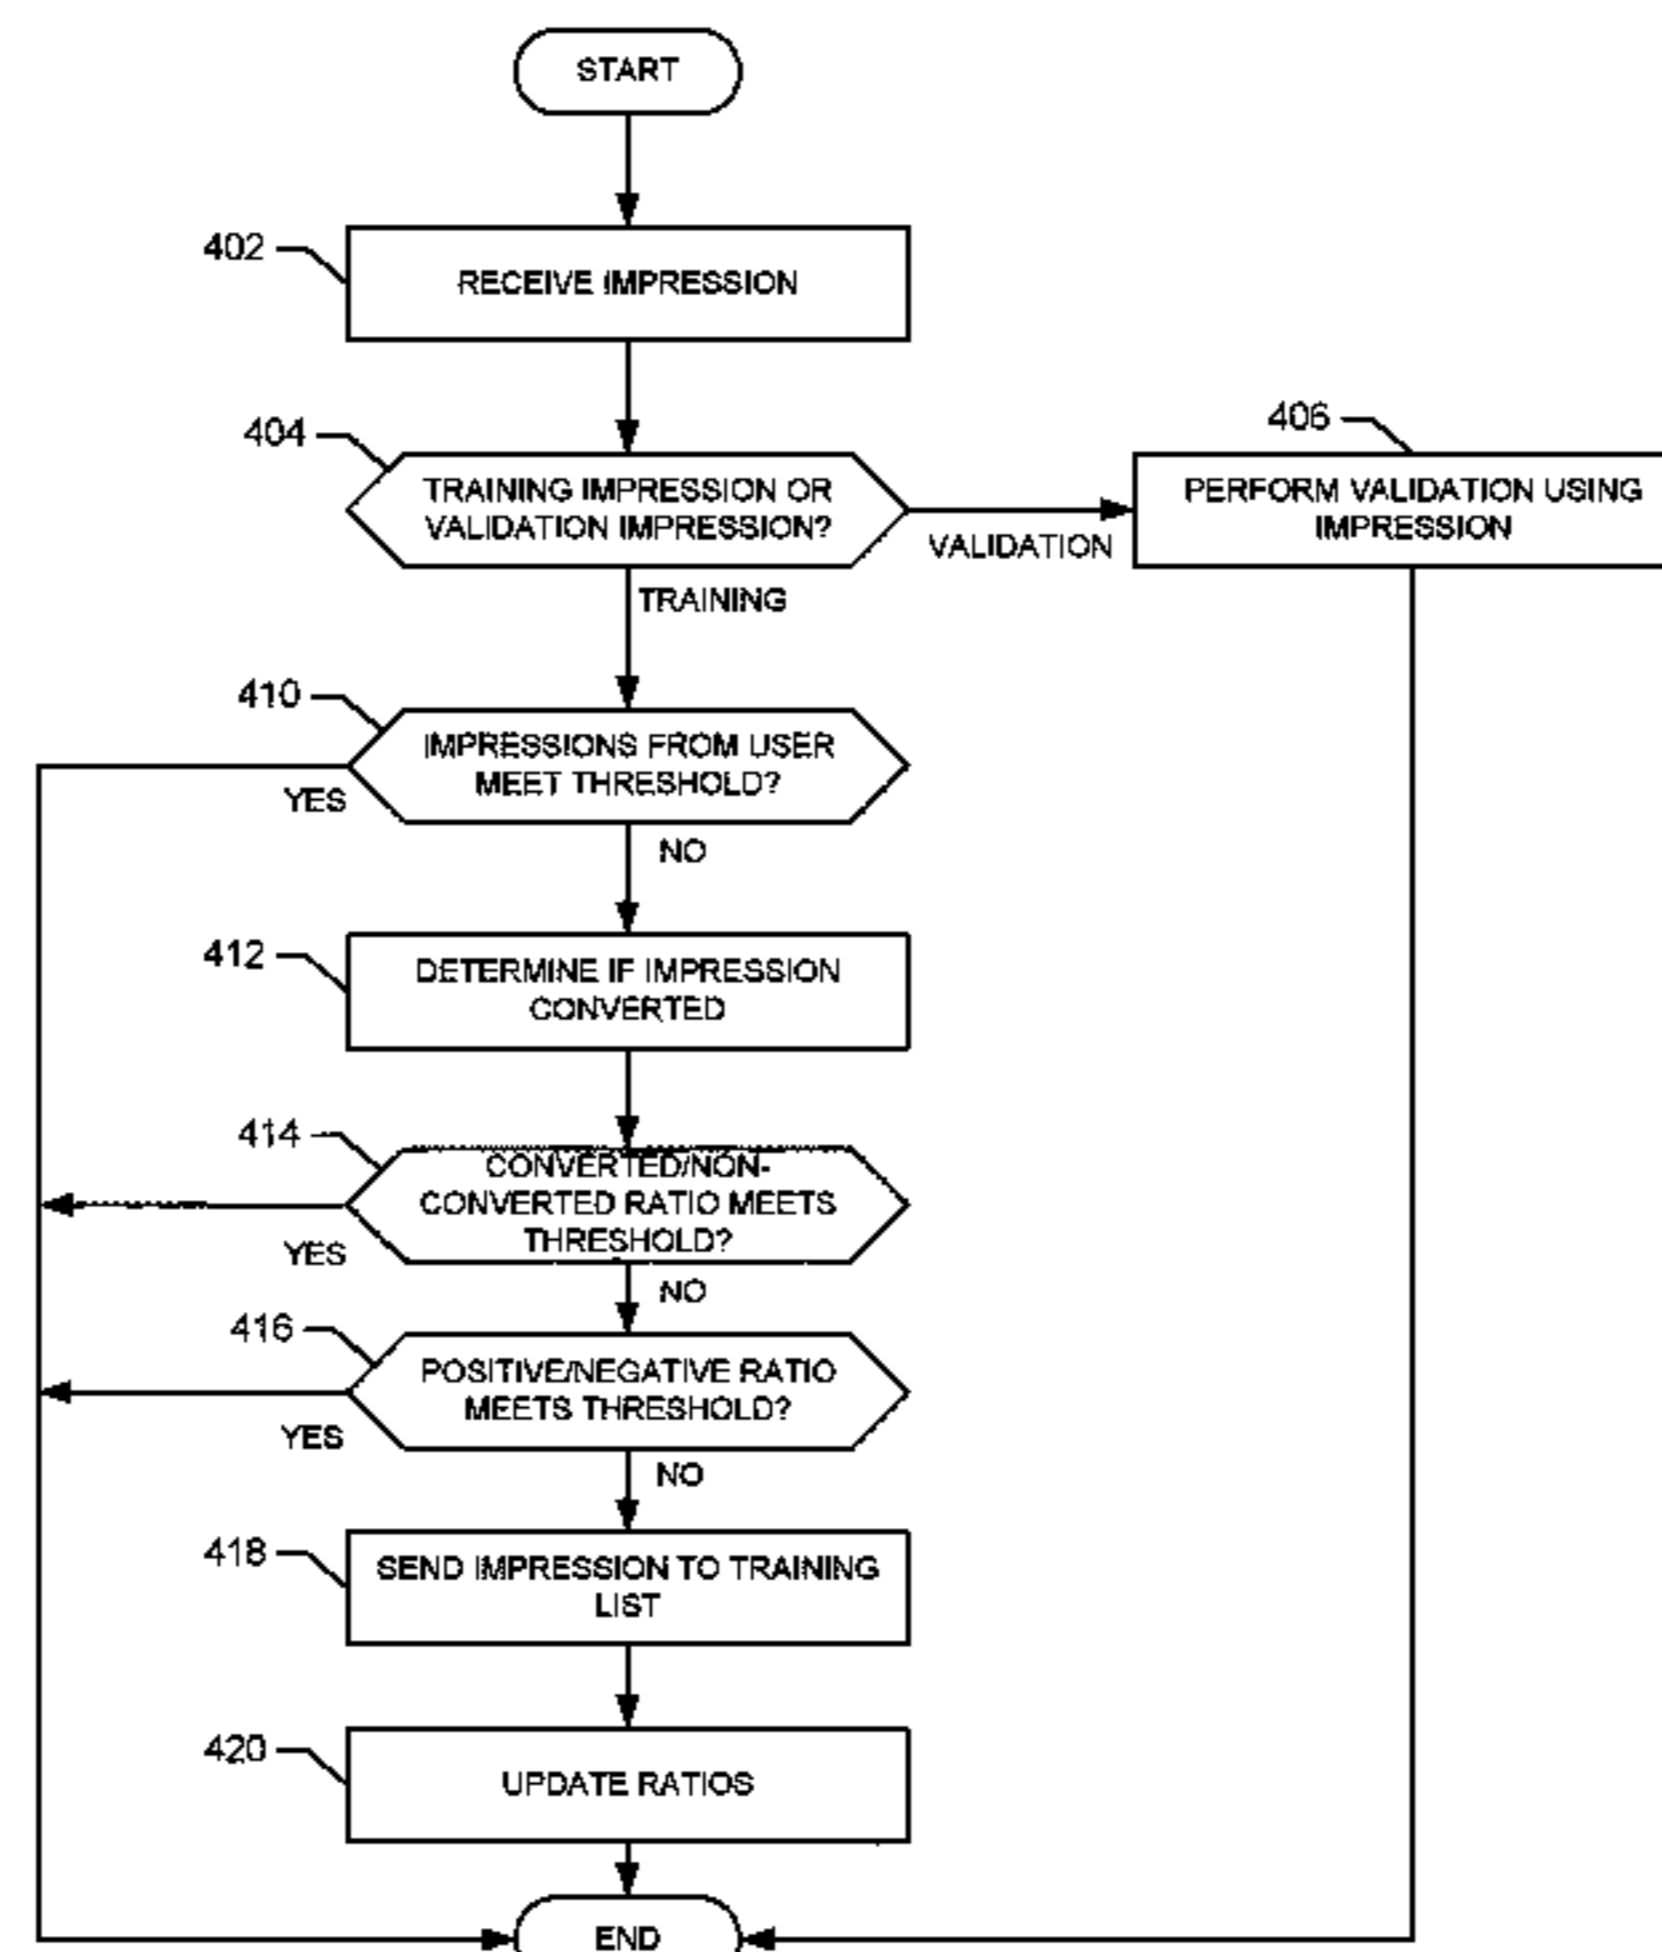 START
402
RECEIVE IMPRESSION
404
TRAINING IMPRESSION OR
VALIDATION IMPRESSION?
VALIDATION
406
PERFORM VALIDATION USING
IMPRESSION
TRAINING
410
IMPRESSIONS FROM USER
MEET THRESHOLD?
YES
NO
412
DETERMINE IF IMPRESSION
CONVERTED
414
CONVERTED/NON-
CONVERTED RATIO MEETS
THRESHOLD?
YES
NO
416
POSITIVE/NEGATIVE RATIO
MEETS THRESHOLD?
YES
NO
418
SEND IMPRESSION TO TRAINING
LIST
420
UPDATE RATIOS
END